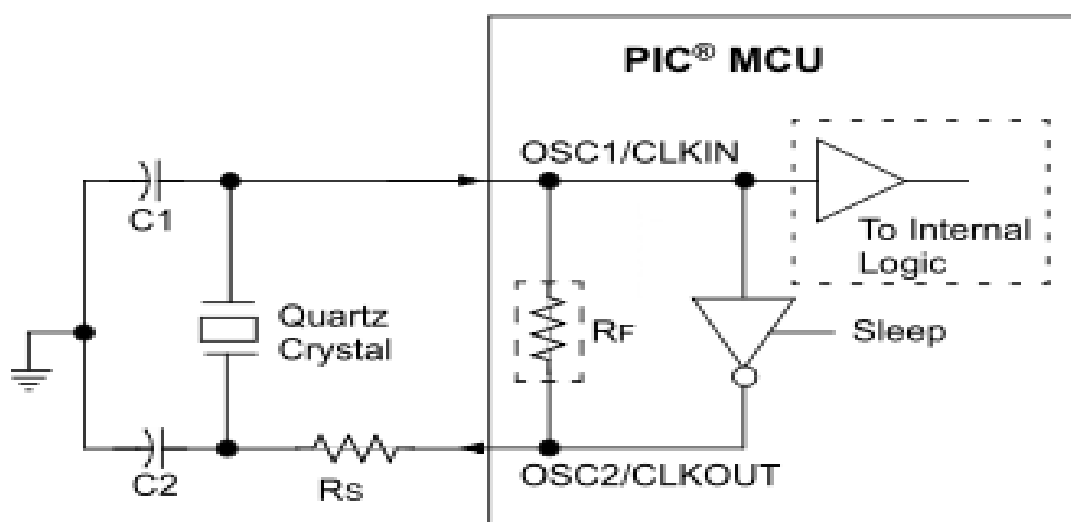 PIC® MCU
OSC1/CLKIN
C1
To Internal
Logic
Quartz
Crystal
RF
Sleep
C2
RS
OSC2/CLKOUT